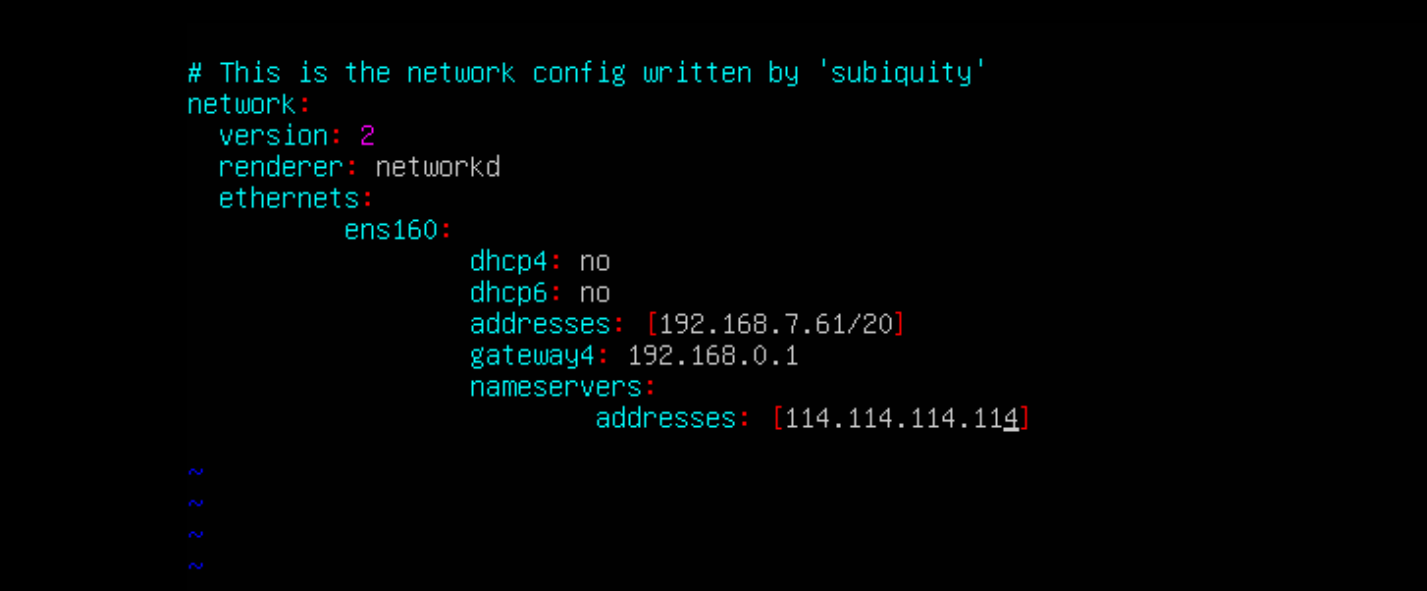 # This is the network config written by 'subiquity'
network:
  version: 2
  renderer: networkd
  ethernets:
          ens160:
                  dhcp4: no
                  dhcp6: no
                  addresses: [192.168.7.61/20]
                  gateway4: 192.168.0.1
                  nameservers:
                          addresses: [114.114.114.114]
~
~
~
~